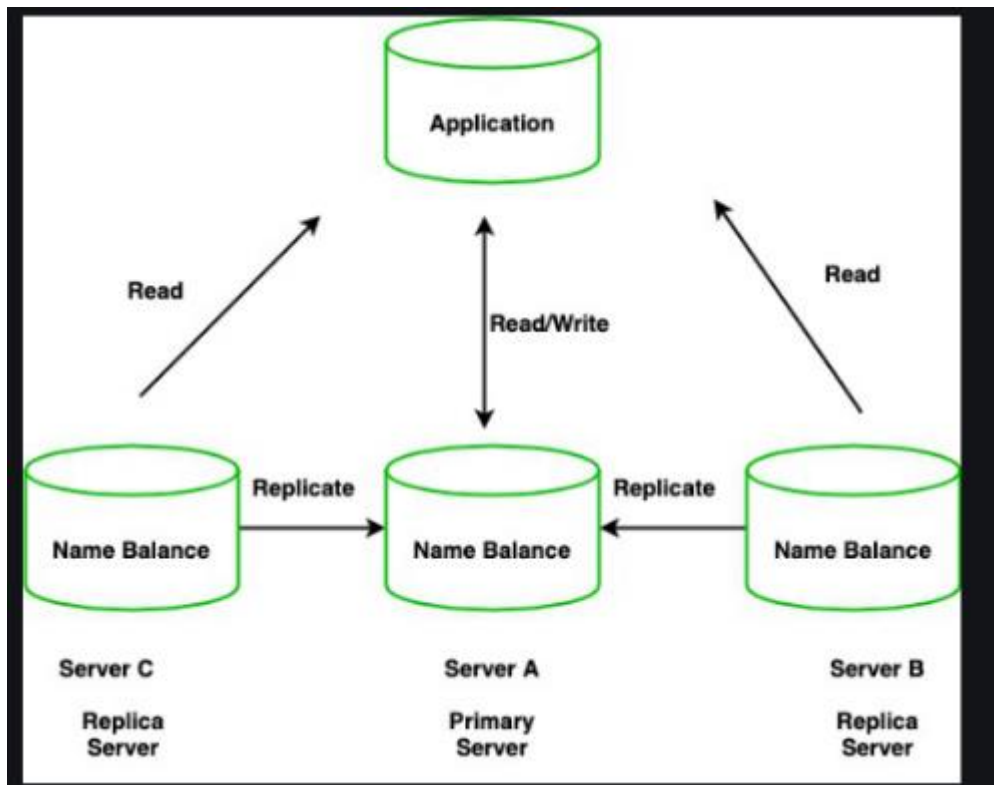 Application
Read
Read
Read/Write
Replicate
Replicate
Name Balance
Name Balance
Name Balance
Server C
Server A
Server B
Replica
Server
Primary
Server
Replica
Server